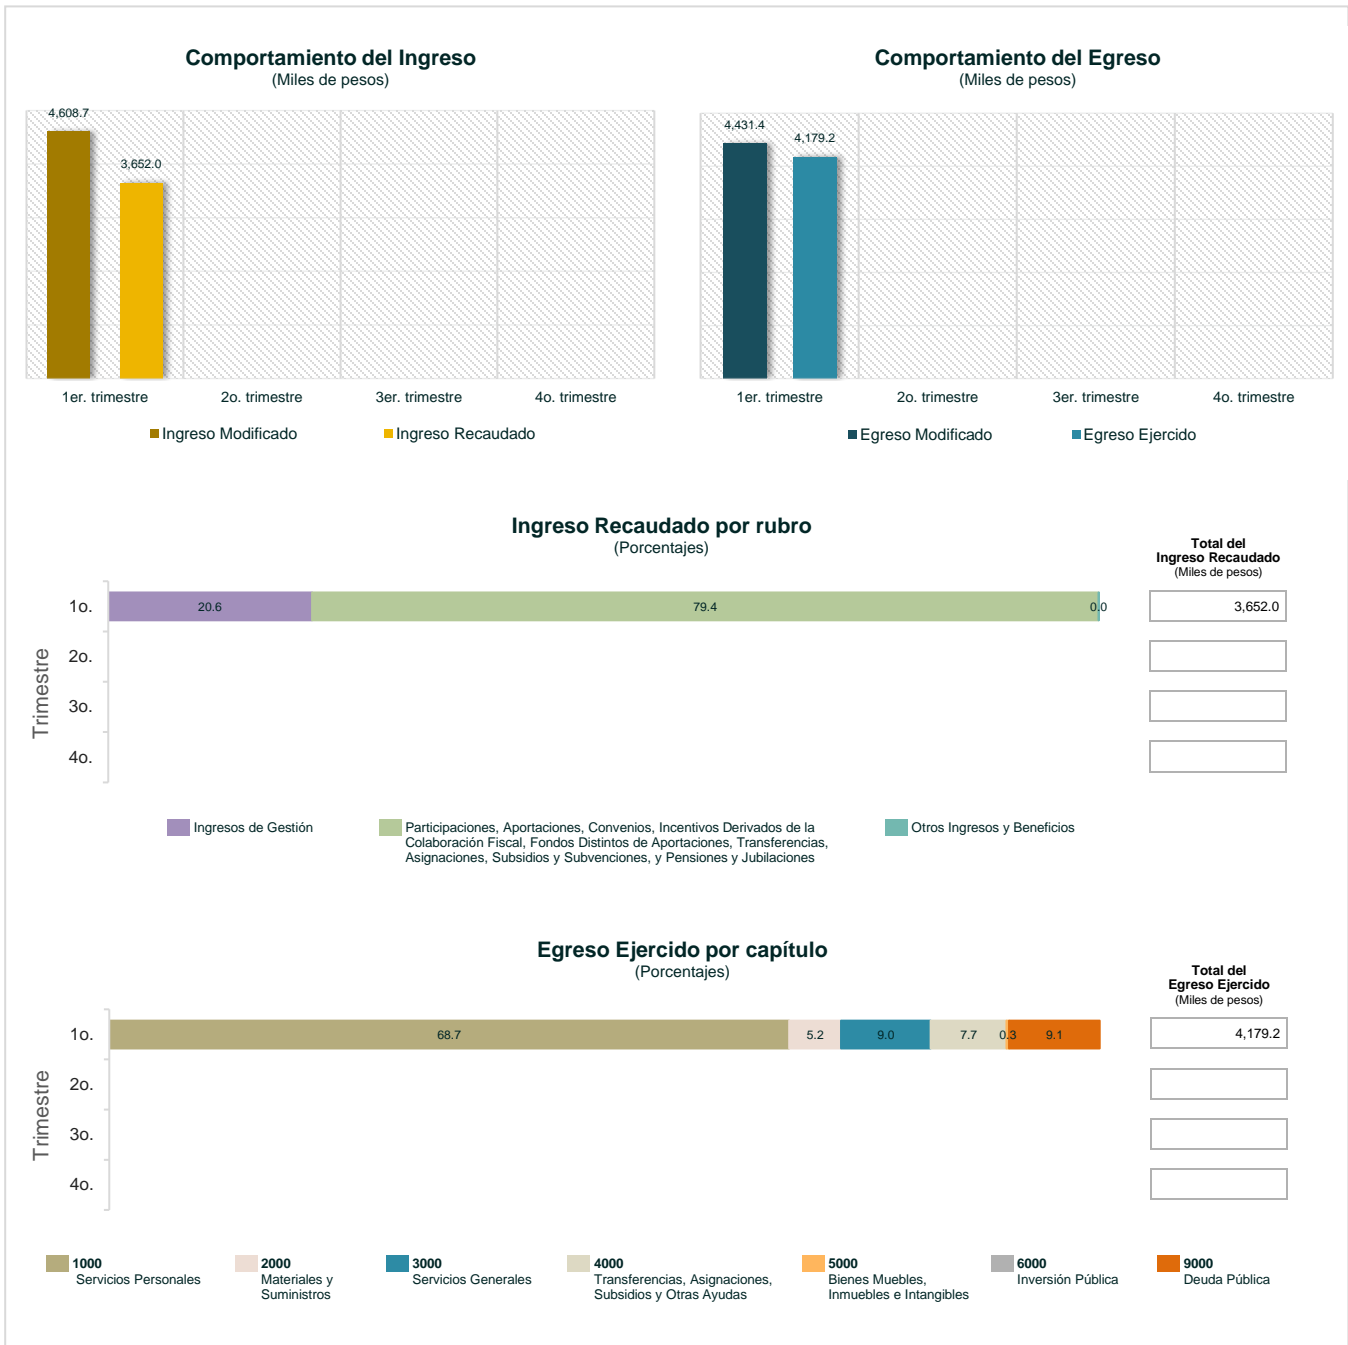 Comportamiento del Ingreso
(Miles de pesos)
4,608.7
3,652.0
1er. trimestre 2o. trimestre 3er. trimestre 4o. trimestre
Ingreso Modificado Ingreso Recaudado
Comportamiento del Egreso
(Miles de pesos)
4,431.4
4,179.2
1er. trimestre 2o. trimestre 3er. trimestre 4o. trimestre
Egreso Modificado Egreso Ejercido
Ingreso Recaudado por rubro
(Porcentajes)
Total del
Ingreso Recaudado
(Miles de pesos)
Trimestre
1o. 20.6 79.4 0.0 3,652.0
2o.
3o.
4o.
Ingresos de Gestión
Participaciones, Aportaciones, Convenios, Incentivos Derivados de la
Colaboración Fiscal, Fondos Distintos de Aportaciones, Transferencias,
Asignaciones, Subsidios y Subvenciones, y Pensiones y Jubilaciones
Otros Ingresos y Beneficios
Egreso Ejercido por capítulo
(Porcentajes)
Total del
Egreso Ejercido
(Miles de pesos)
Trimestre
1o. 68.7 5.2 9.0 7.7 0.3 9.1 4,179.2
2o.
3o.
4o.
1000
Servicios Personales
2000
Materiales y
Suministros
3000
Servicios Generales
4000
Transferencias, Asignaciones,
Subsidios y Otras Ayudas
5000
Bienes Muebles,
Inmuebles e Intangibles
6000
Inversión Pública
9000
Deuda Pública